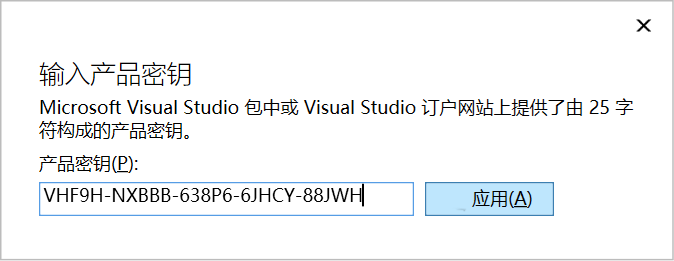 输入产品密钥
Microsoft Visual Studio 包中或 Visual Studio 订户网站上提供了由 25 字
符构成的产品密钥。
产品密钥(P):
VHF9H-NXBBB-638P6-6JHCY-88JWH
应用(A)